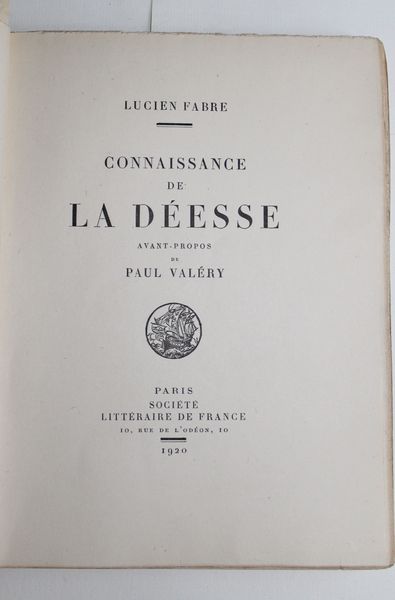 LUCIEN FABRE
CONNAISSANCE
DE
LA DÉESSE
AVANT-PROPOS
DE
PAUL VALÉRY
PARIS
SOCIÉTÉ
LITTÉRAIRE DE FRANCE
10, RUE DE L'ODÉON, 10
1920